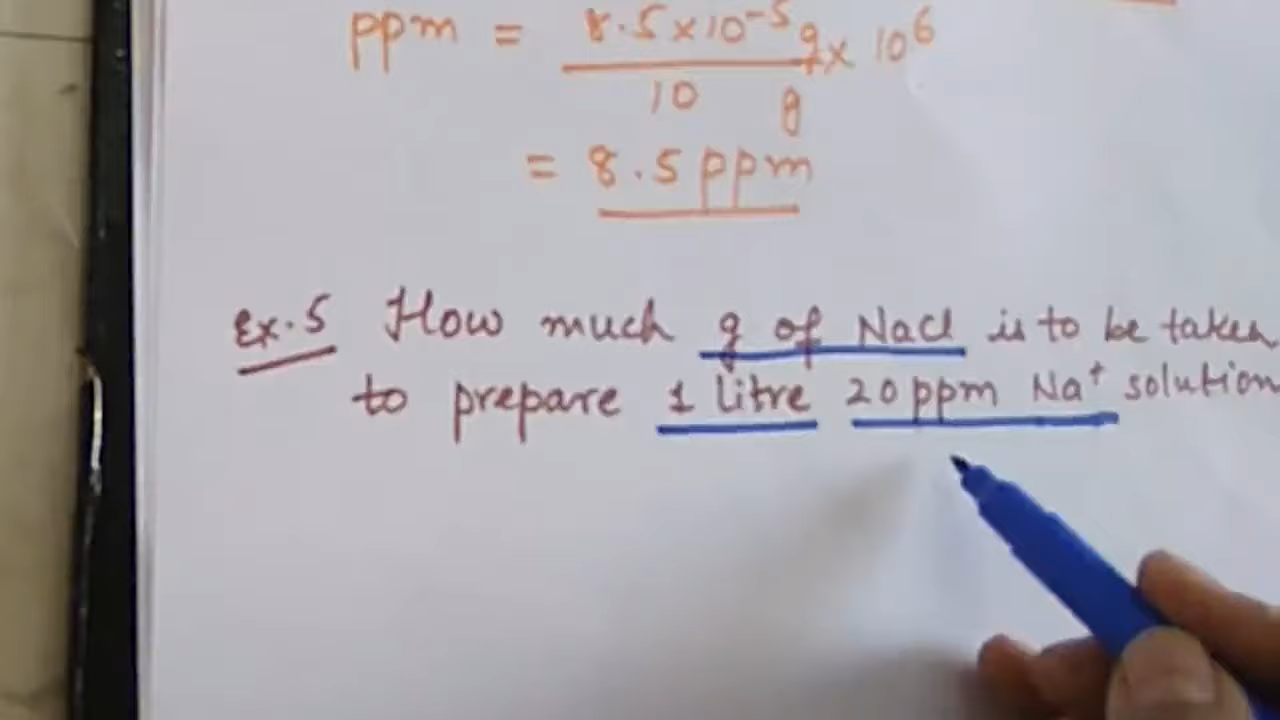 ppm = 8.5×10⁻⁵ g × 10⁶
10 g
= 8.5 ppm
Ex.5 How much g of NaCl is to be taken
to prepare 1 litre 20 ppm Na⁺ solution